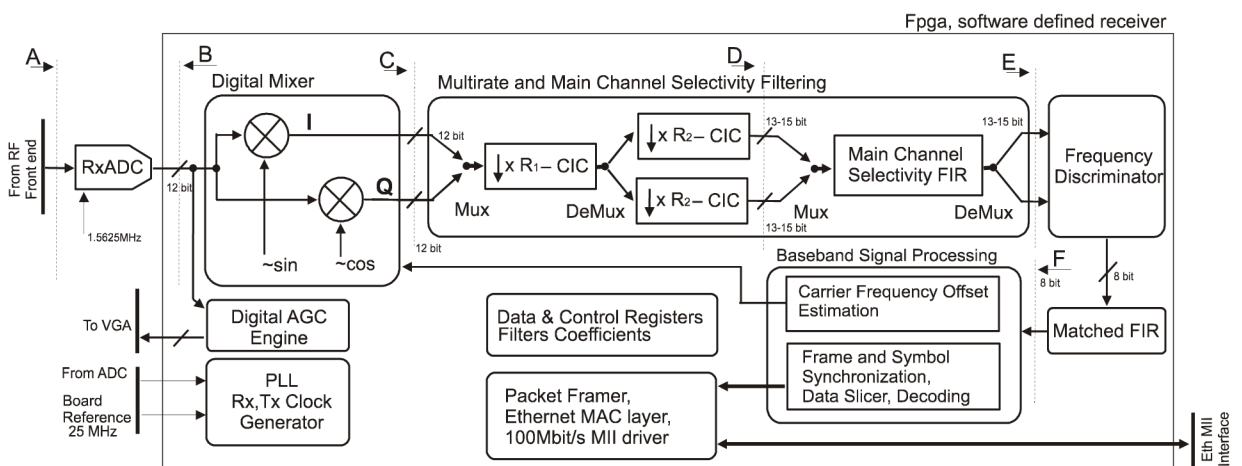 Fpga, software defined receiver
A
B
C
D
E
Digital Mixer
Multirate and Main Channel Selectivity Filtering
From RF
Front end
RxADC
12 bit
1.5625MHz
I
Q
~sin
~cos
12 bit
12 bit
Mux
x R1– CIC
DeMux
x R2– CIC
x R2– CIC
13-15 bit
13-15 bit
Mux
Main Channel
Selectivity FIR
DeMux
13-15 bit
Frequency
Discriminator
8 bit
F
8 bit
Matched FIR
Baseband Signal Processing
Carrier Frequency Offset
Estimation
Frame and Symbol
Synchronization,
Data Slicer, Decoding
To VGA
Digital AGC
Engine
From ADC
Board
Reference
25 MHz
PLL
Rx,Tx Clock
Generator
Data & Control Registers
Filters Coefficients
Packet Framer,
Ethernet MAC layer,
100Mbit/s MII driver
Eth MII
Interface